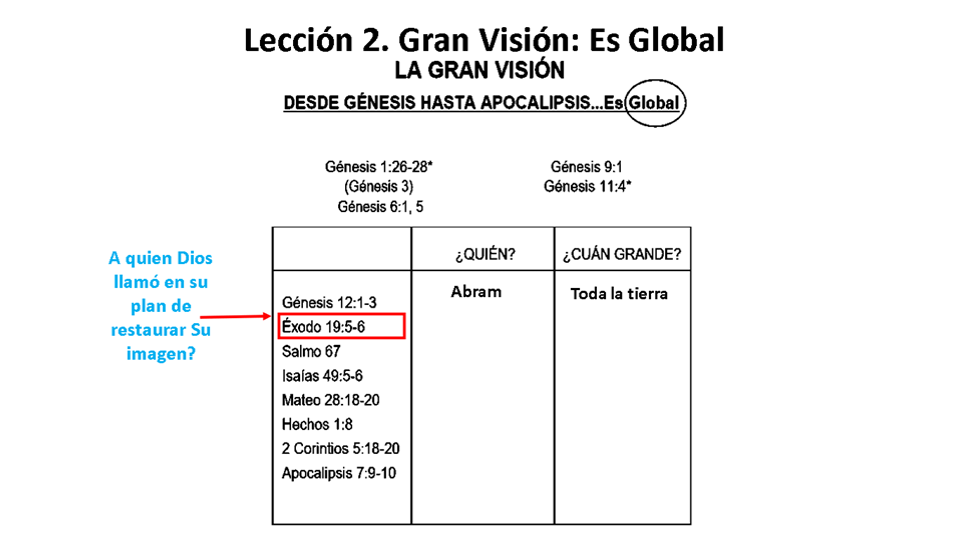 Lección 2. Gran Visión: Es Global
LA GRAN VISIÓN
DESDE GÉNESIS HASTA APOCALIPSIS...Es Global
Génesis 1:26-28*
(Génesis 3)
Génesis 6:1, 5
Génesis 9:1
Génesis 11:4*
A quien Dios
llamó en su
plan de
restaurar Su
imagen?
¿QUIÉN?
¿CUÁN GRANDE?
Génesis 12:1-3
Abram
Toda la tierra
Éxodo 19:5-6
Salmo 67
Isaías 49:5-6
Mateo 28:18-20
Hechos 1:8
2 Corintios 5:18-20
Apocalipsis 7:9-10